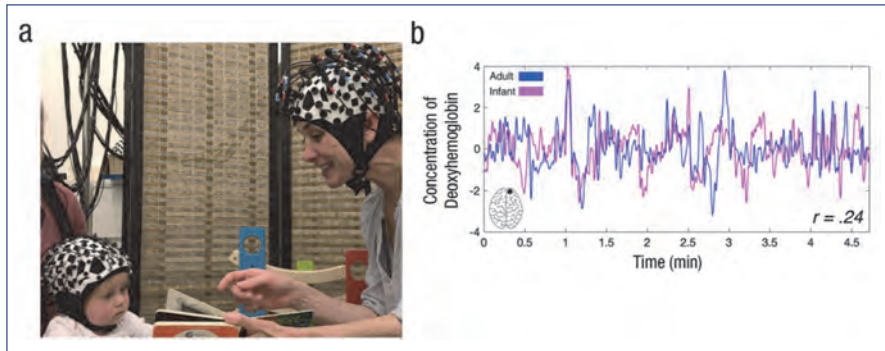 a
b
Concentration of
Deoxyhemoglobin
4
2
0
-2
-4
Adult
Infant
r = .24
0
0.5
1
1.5
2
2.5
3
3.5
4
4.5
Time (min)